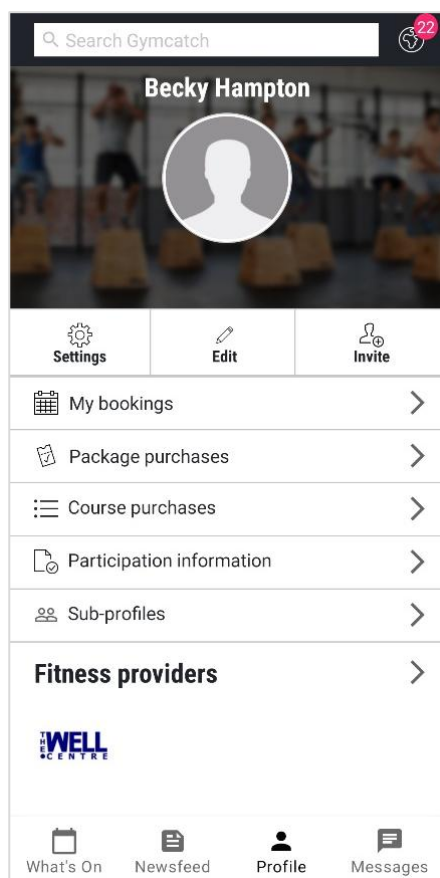 Search Gymcatch
22
Becky Hampton
Settings
Edit
Invite
My bookings
Package purchases
Course purchases
Participation information
Sub-profiles
Fitness providers
THE WELL
CENTRE
What's On
Newsfeed
Profile
Messages